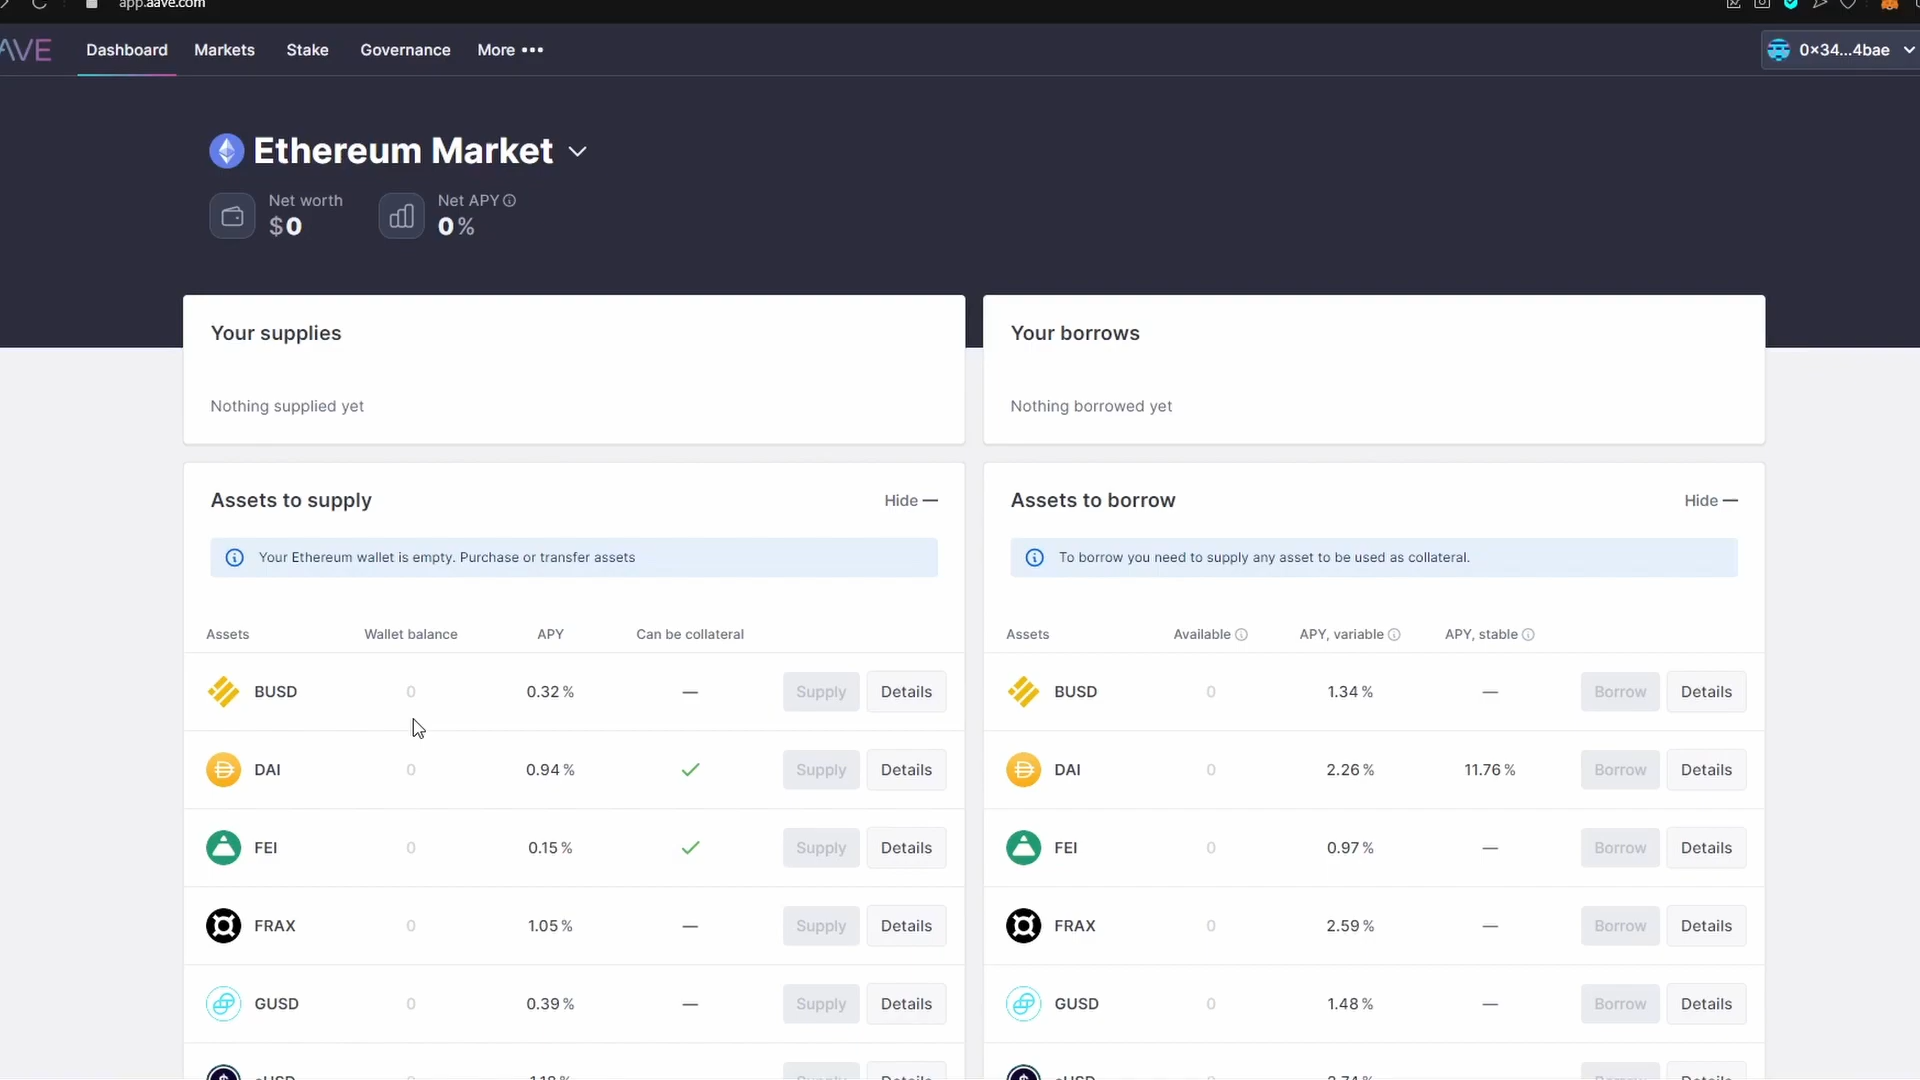 app.aave.com
AVE Dashboard Markets Stake Governance More 0×34...4bae
Ethereum Market
Net worth
$0
Net APY
0%
Your supplies
Nothing supplied yet
Your borrows
Nothing borrowed yet
Assets to supply
Hide
Your Ethereum wallet is empty. Purchase or transfer assets
Assets Wallet balance APY Can be collateral
BUSD 0 0.32% — Supply Details
DAI 0 0.94% Supply Details
FEI 0 0.15% Supply Details
FRAX 0 1.05% — Supply Details
GUSD 0 0.39% — Supply Details
Assets to borrow
Hide
To borrow you need to supply any asset to be used as collateral.
Assets Available APY, variable APY, stable
BUSD 0 1.34% — Borrow Details
DAI 0 2.26% 11.76% Borrow Details
FEI 0 0.97% — Borrow Details
FRAX 0 2.59% — Borrow Details
GUSD 0 1.48% — Borrow Details